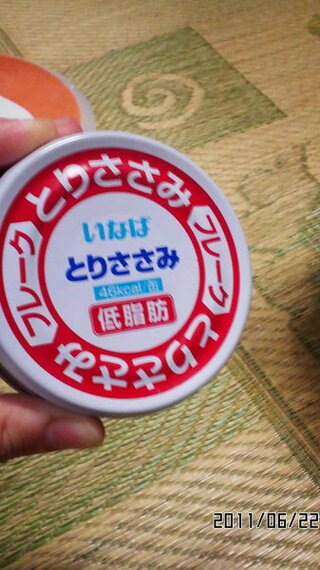 とりささみ
フレーク
とりささみ
フレーク
いなば
とりささみ
46kcal/缶
低脂肪
2011/06/22